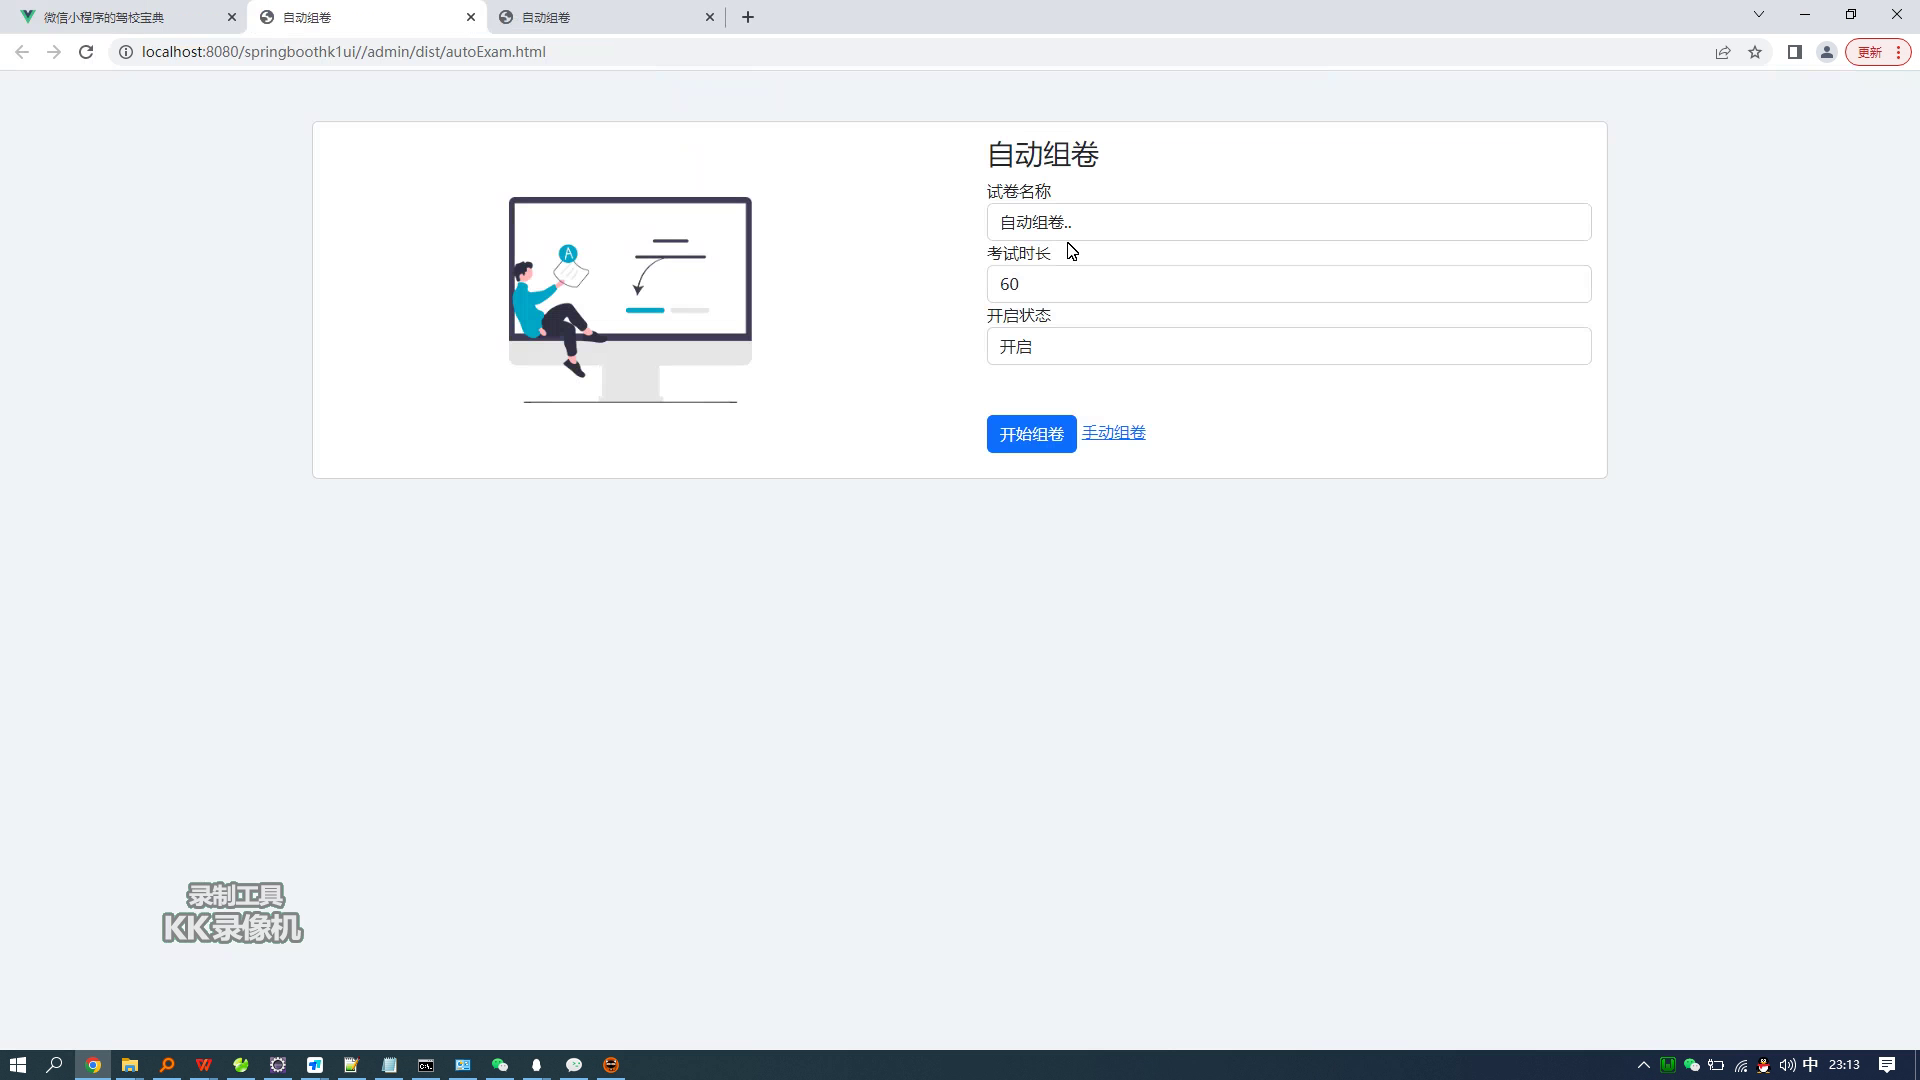 微信小程序的驾校宝典
自动组卷
自动组卷
localhost:8080/springboothk1ui//admin/dist/autoExam.html
更新
自动组卷
试卷名称
自动组卷..
考试时长
60
开启状态
开启
开始组卷 手动组卷
A
录制工具
KK录像机
中 23:13